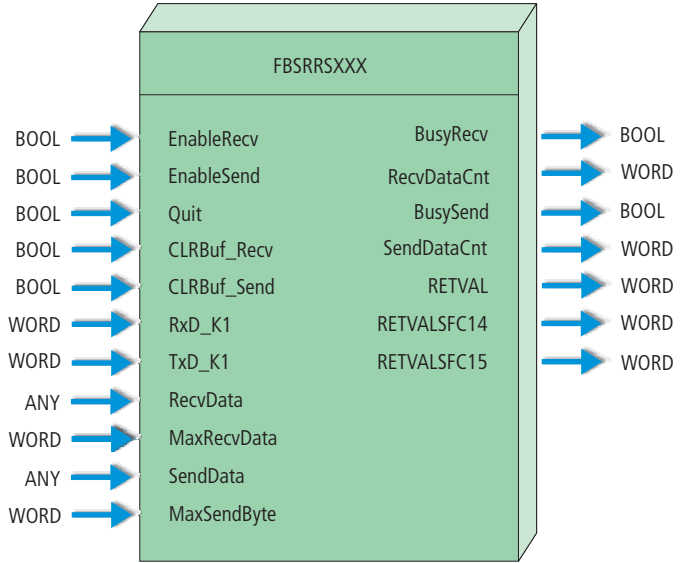 FBSRRSXXX
BOOL EnableRecv BusyRecv BOOL
BOOL EnableSend RecvDataCnt WORD
BOOL Quit BusySend BOOL
BOOL CLRBuf_Recv SendDataCnt WORD
BOOL CLRBuf_Send RETVAL WORD
WORD RxD_K1 RETVALSFC14 WORD
WORD TxD_K1 RETVALSFC15 WORD
ANY RecvData
WORD MaxRecvData
ANY SendData
WORD MaxSendByte